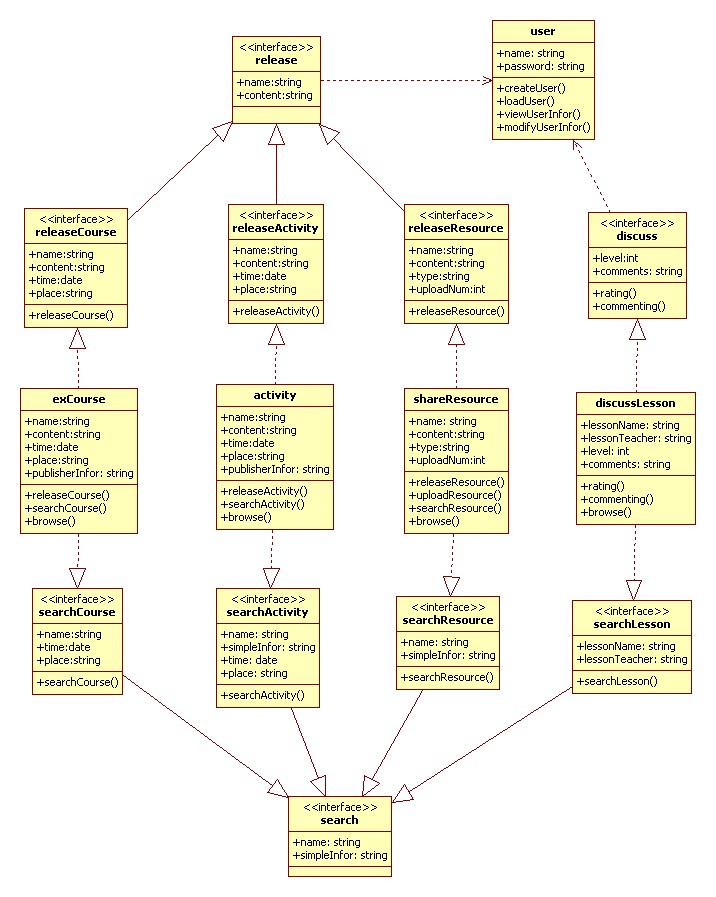 <<interface>>
release
+name:string
+content:string
user
+name: string
+password: string
+createUser()
+loadUser()
+viewUserInfor()
+modifyUserInfor()
<<interface>>
releaseCourse
+name:string
+content:string
+time:date
+place:string
+releaseCourse()
<<interface>>
releaseActivity
+name:string
+content:string
+time:date
+place:string
+releaseActivity()
<<interface>>
releaseResource
+name:string
+content:string
+type:string
+uploadNum:int
+releaseResource()
<<interface>>
discuss
+level:int
+comments: string
+rating()
+commenting()
exCourse
+name:string
+content:string
+time:date
+place:string
+publisherInfor: string
+releaseCourse()
+searchCourse()
+browse()
activity
+name:string
+content:string
+time:date
+place:string
+publisherInfor: string
+releaseActivity()
+searchActivity()
+browse()
shareResource
+name: string
+content:string
+type:string
+uploadNum:int
+releaseResource()
+uploadResource()
+searchResource()
+browse()
discussLesson
+lessonName: string
+lessonTeacher: string
+level: int
+comments: string
+rating()
+commenting()
+browse()
<<interface>>
searchCourse
+name:string
+time:date
+place:string
+searchCourse()
<<interface>>
searchActivity
+name: string
+simpleInfor: string
+time: date
+place: string
+searchActivity()
<<interface>>
searchResource
+name: string
+simpleInfor: string
+searchResource()
<<interface>>
searchLesson
+lessonName: string
+lessonTeacher: string
+searchLesson()
<<interface>>
search
+name: string
+simpleInfor: string